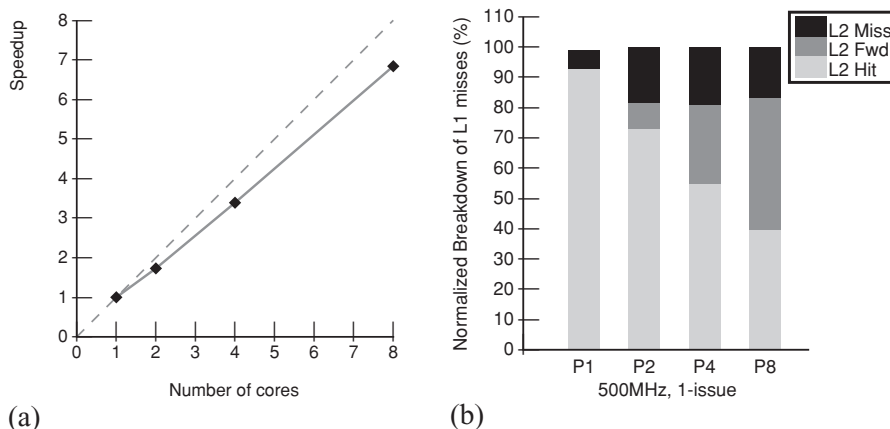 Speedup
8
7
6
5
4
3
2
1
0
0 1 2 3 4 5 6 7 8
Number of cores
(a)
Normalized Breakdown of L1 misses (%)
110
100
90
80
70
60
50
40
30
20
10
0
P1 P2 P4 P8
500MHz, 1-issue
L2 Miss
L2 Fwd
L2 Hit
(b)